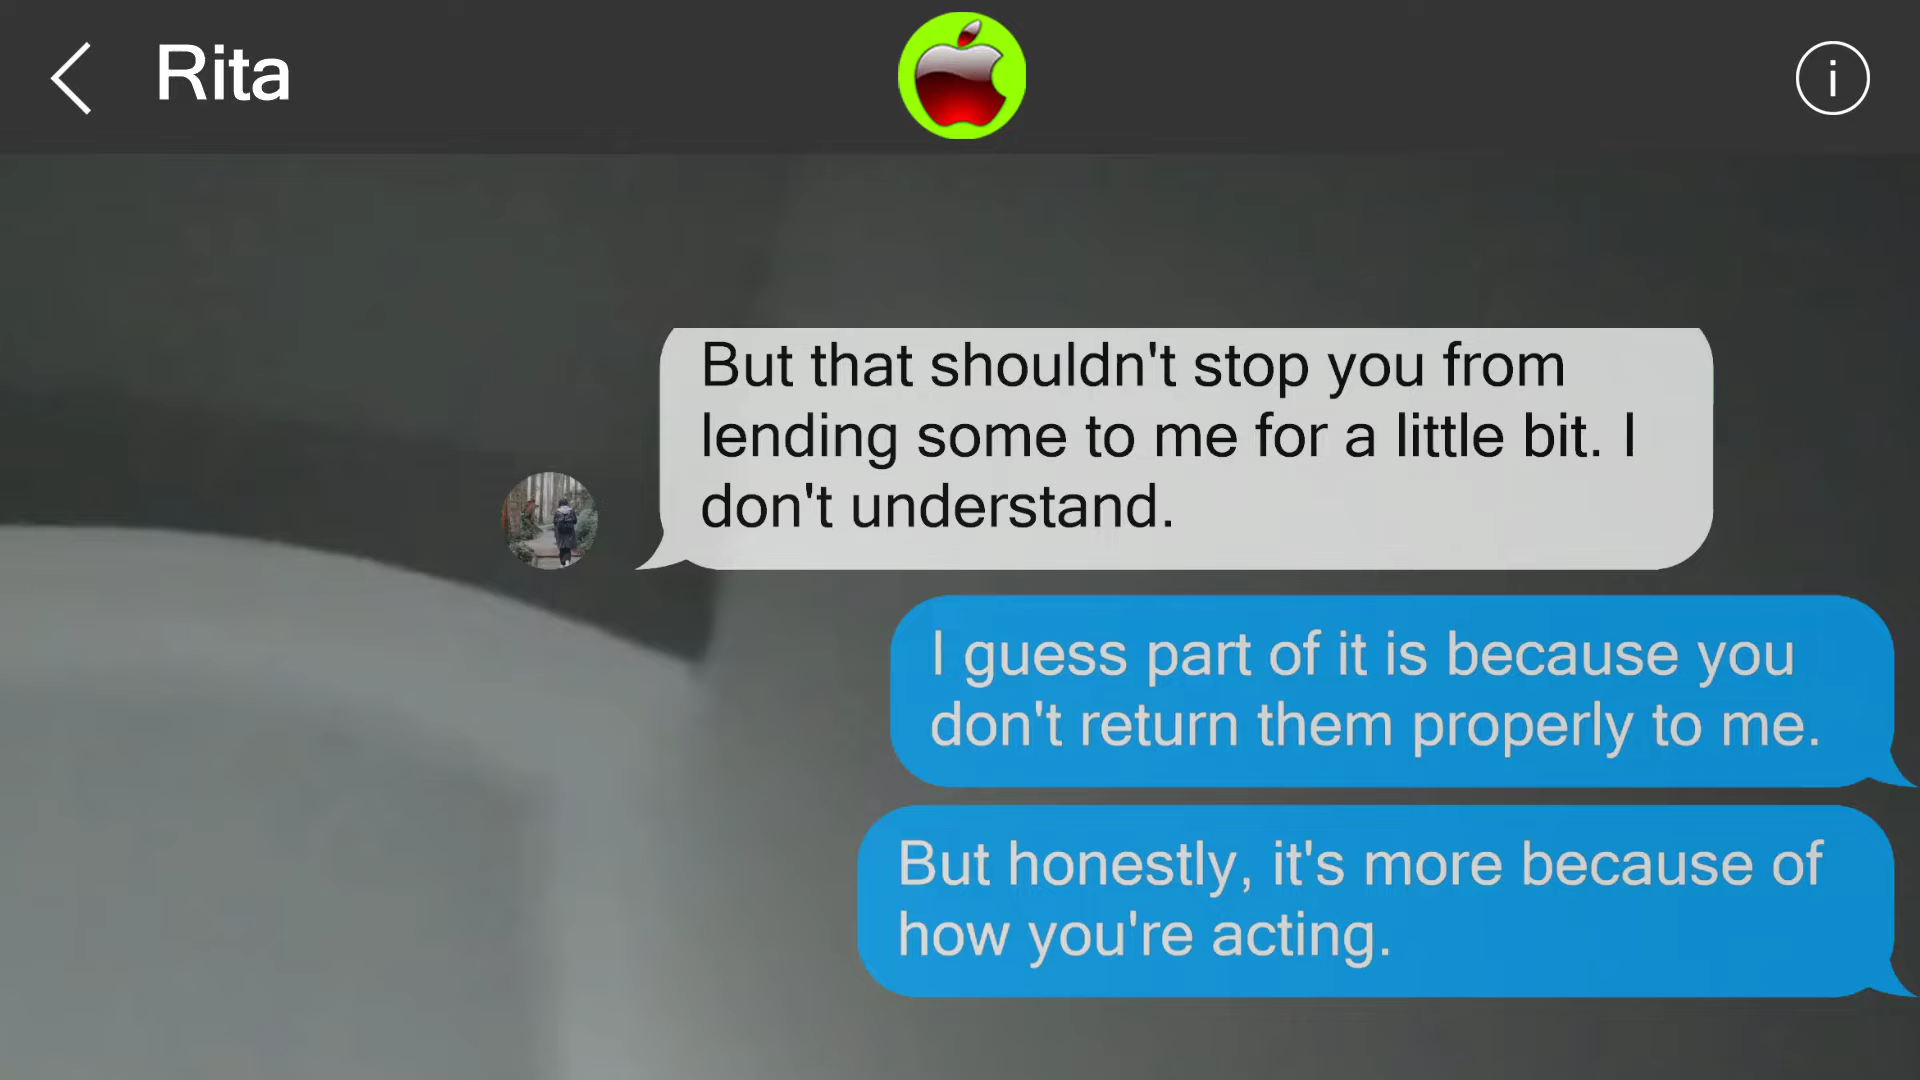 Rita
i
But that shouldn't stop you from
lending some to me for a little bit. I
don't understand.
I guess part of it is because you
don't return them properly to me.
But honestly, it's more because of
how you're acting.